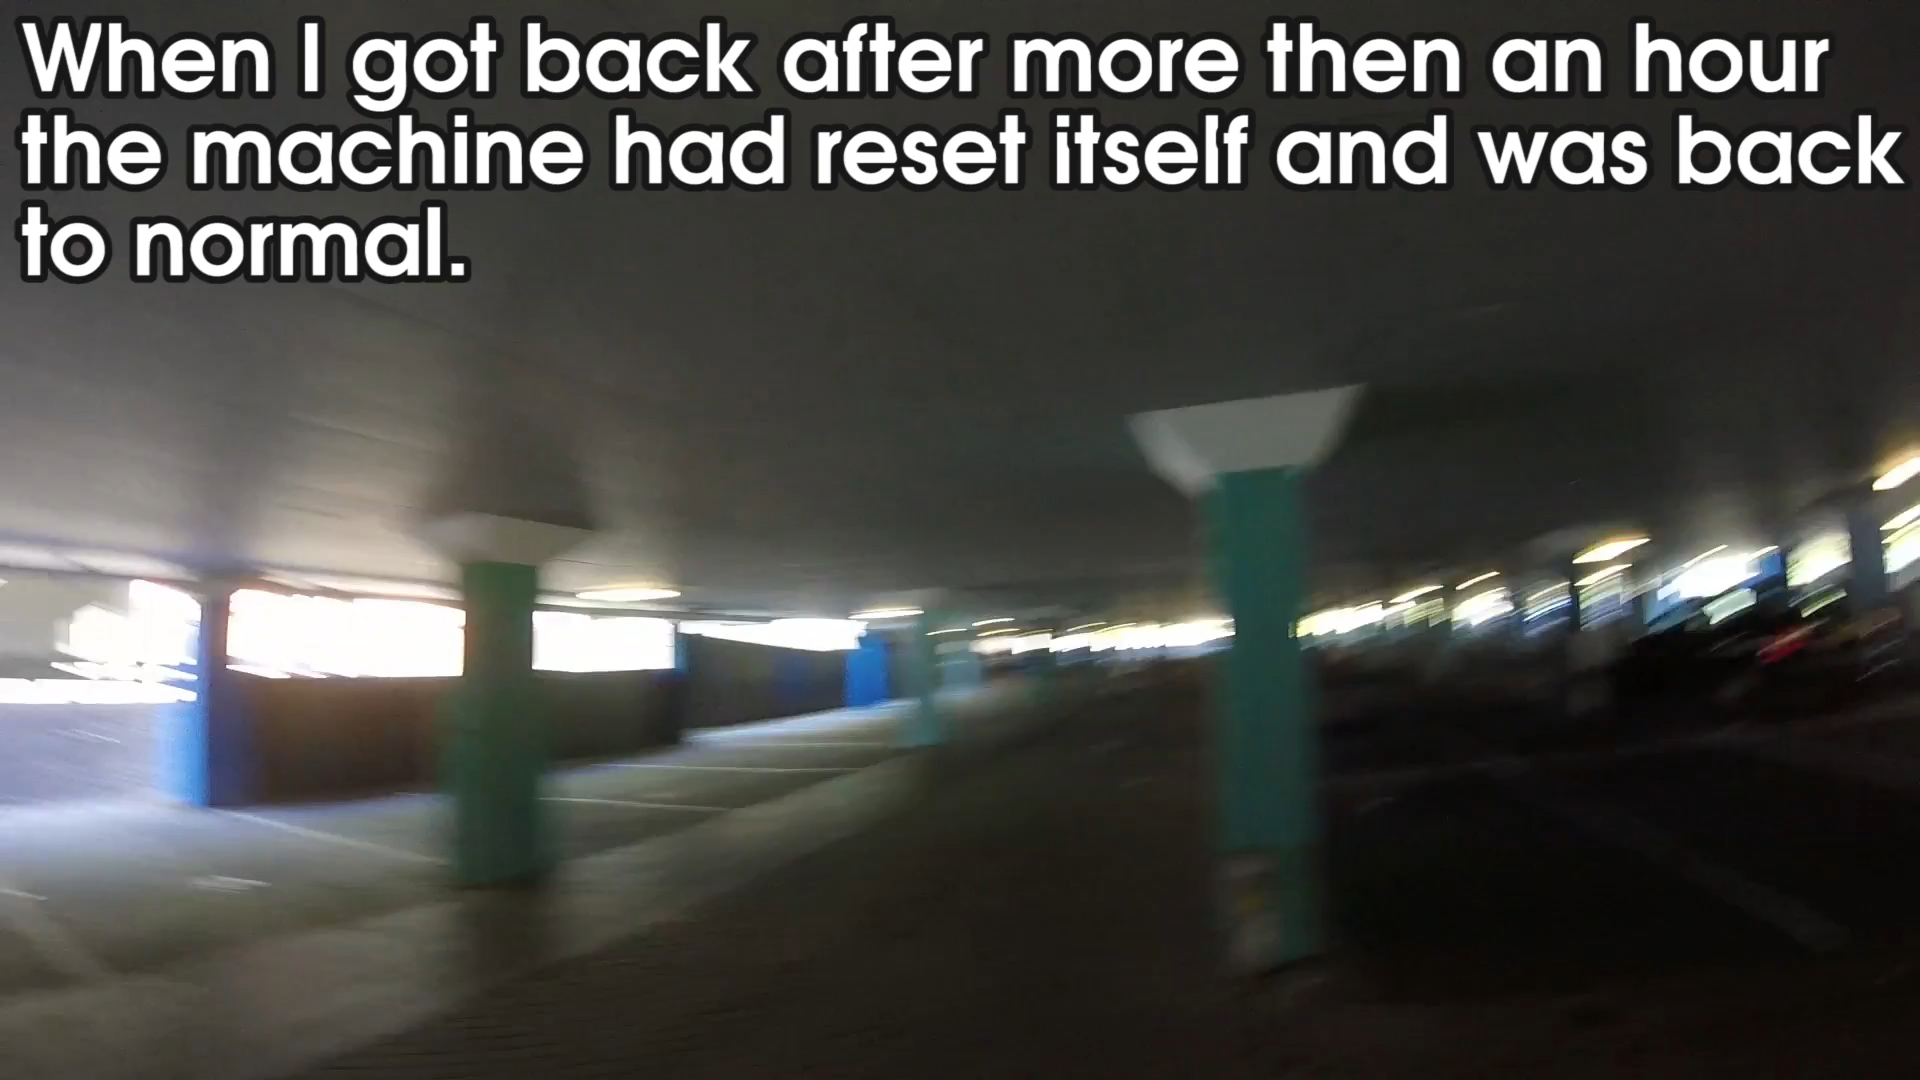 When I got back after more then an hour
the machine had reset itself and was back
to normal.